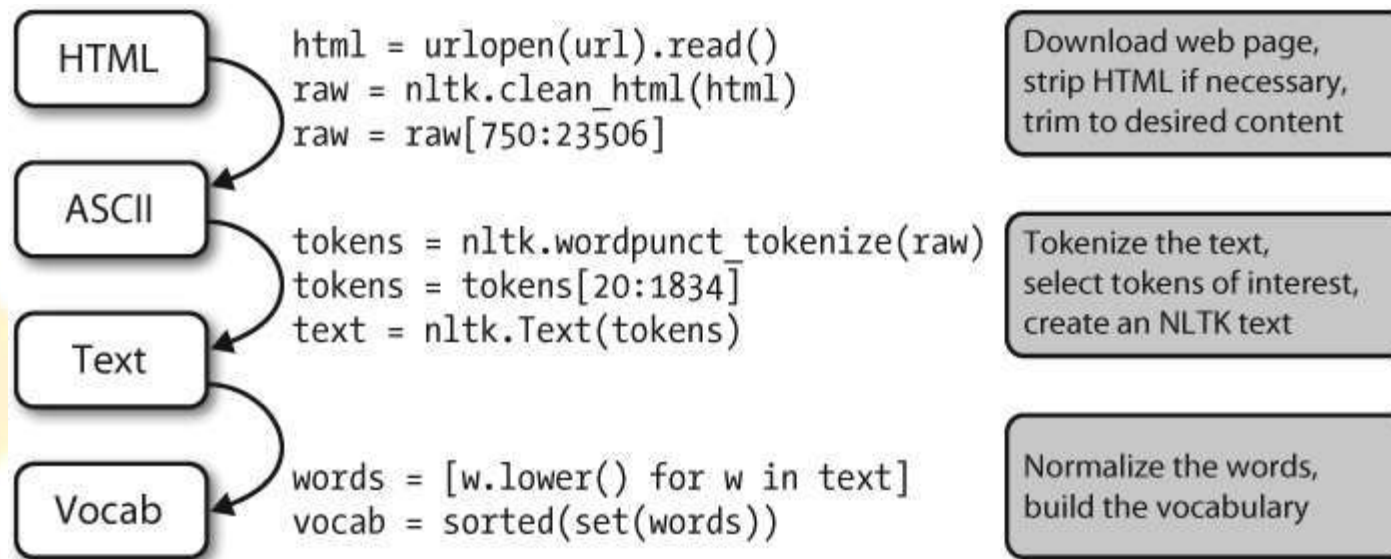 HTML
html = urlopen(url).read()
raw = nltk.clean_html(html)
raw = raw[750:23506]
Download web page,
strip HTML if necessary,
trim to desired content
ASCII
tokens = nltk.wordpunct_tokenize(raw)
tokens = tokens[20:1834]
text = nltk.Text(tokens)
Tokenize the text,
select tokens of interest,
create an NLTK text
Text
Vocab
words = [w.lower() for w in text]
vocab = sorted(set(words))
Normalize the words,
build the vocabulary